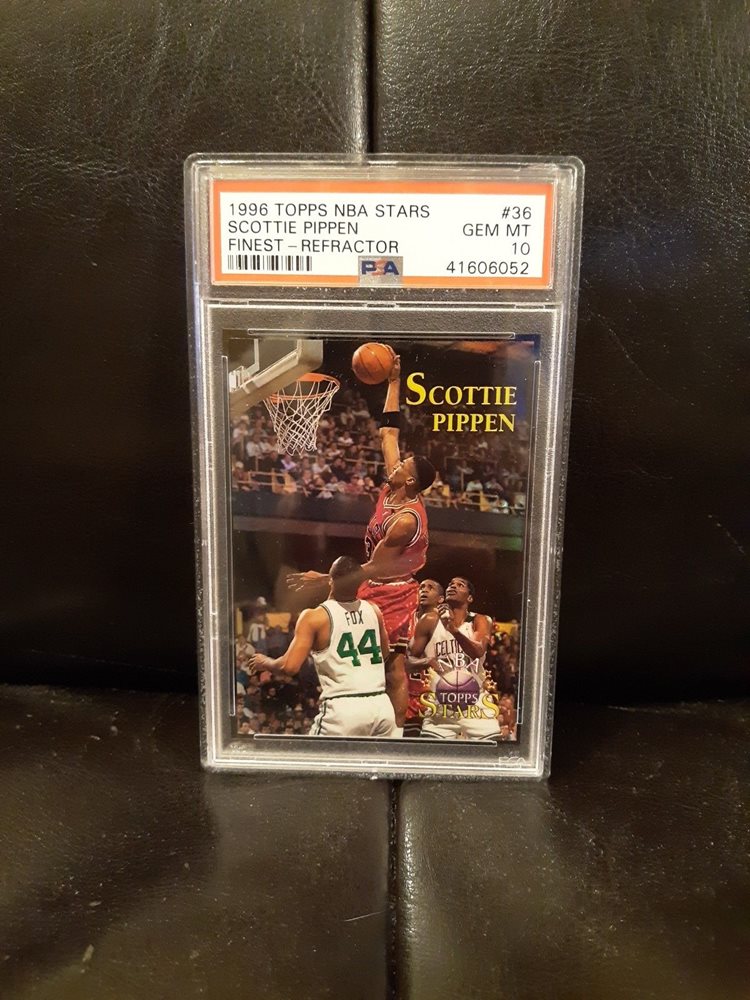 1996 TOPPS NBA STARS #36
SCOTTIE PIPPEN GEM MT
FINEST – REFRACTOR 10
PSA 41606052
SCOTTIE
PIPPEN
FOX
44
CELTICS
NBA
TOPPS
STARS